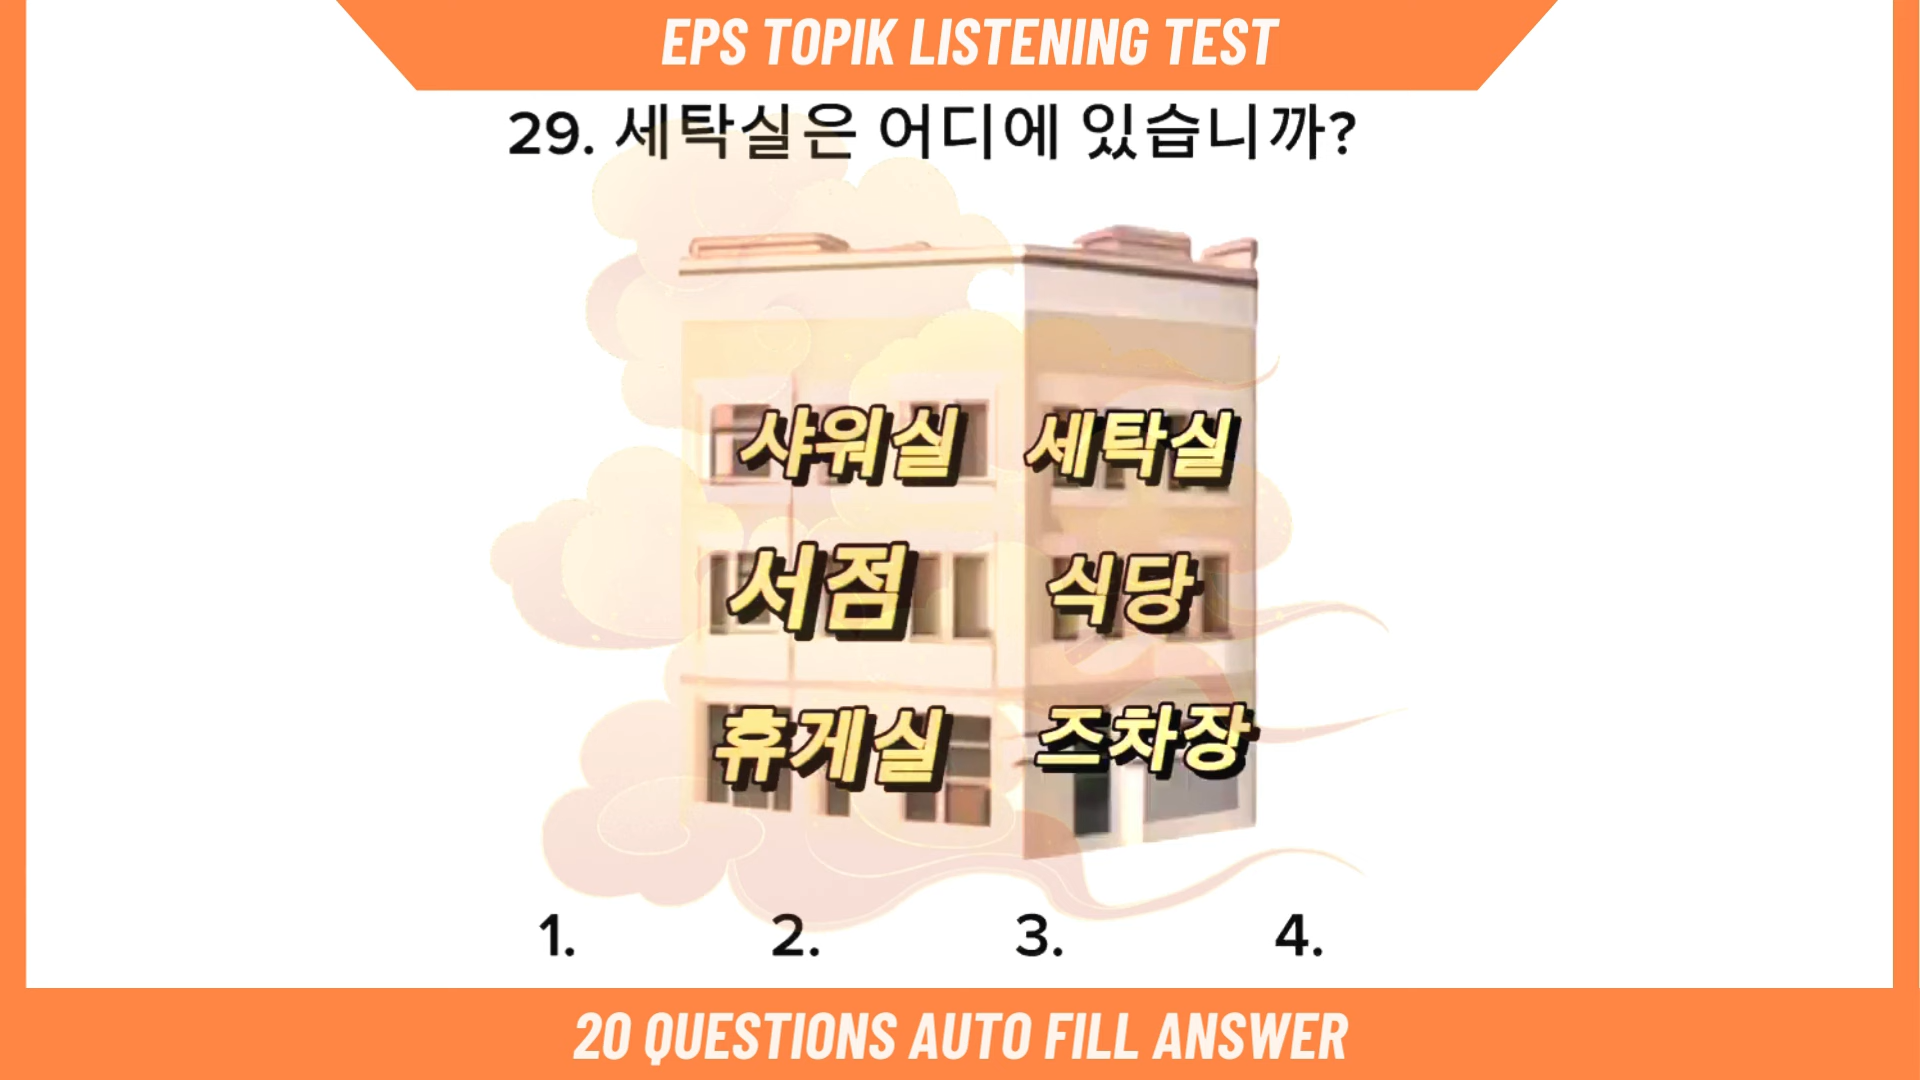 EPS TOPIK LISTENING TEST
29. 세탁실은 어디에 있습니까?
샤워실 세탁실
서점 식당
휴게실 즈차장
1. 2. 3. 4.
20 QUESTIONS AUTO FILL ANSWER